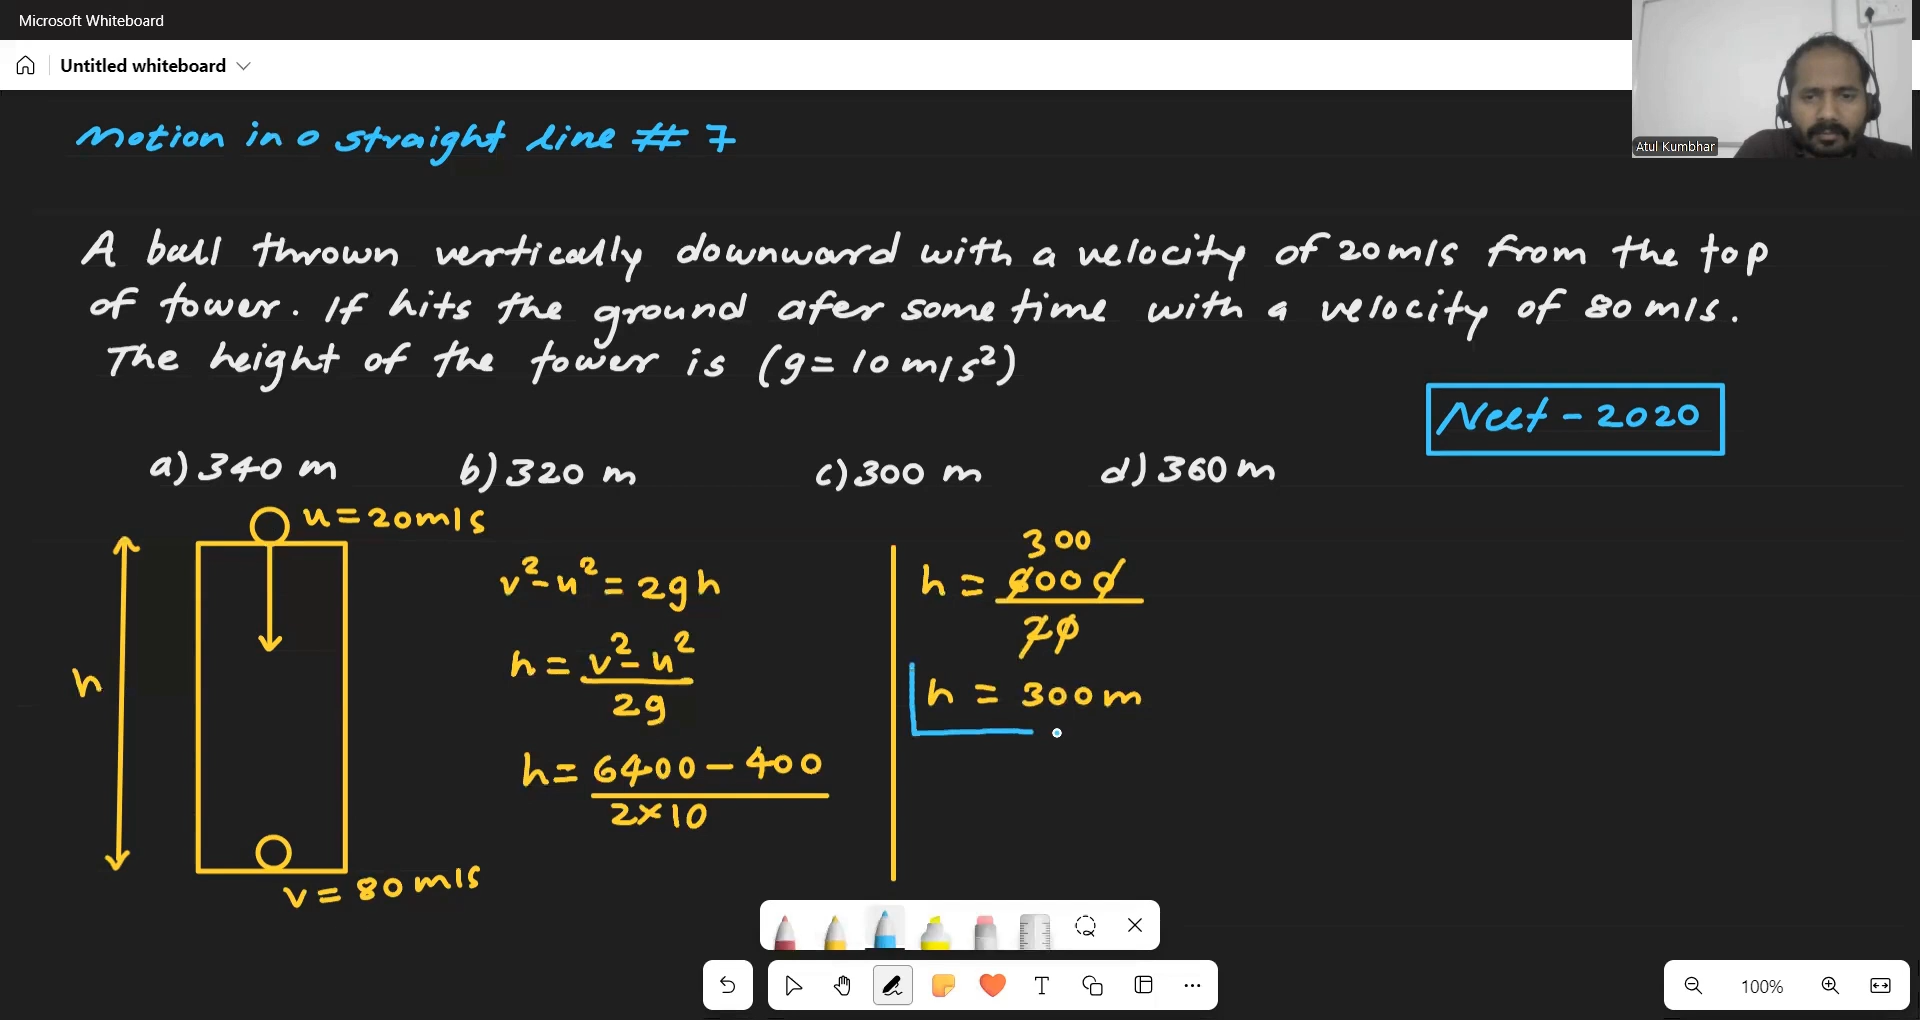 Microsoft Whiteboard
Untitled whiteboard
Atul Kumbhar
Motion in a straight line # 7
A ball thrown vertically downward with a velocity of 20m/s from the top
of tower. If hits the ground afer some time with a velocity of 80 m/s.
The height of the tower is (g = 10 m/s²)
Neet - 2020
a) 340 m b) 320 m c) 300 m d) 360 m
u = 20m/s
h
v = 80 m/s
v² - u² = 2gh
h = v² - u²
2g
h = 6400 - 400
2×10
300
h = 6000
20
h = 300 m
100%